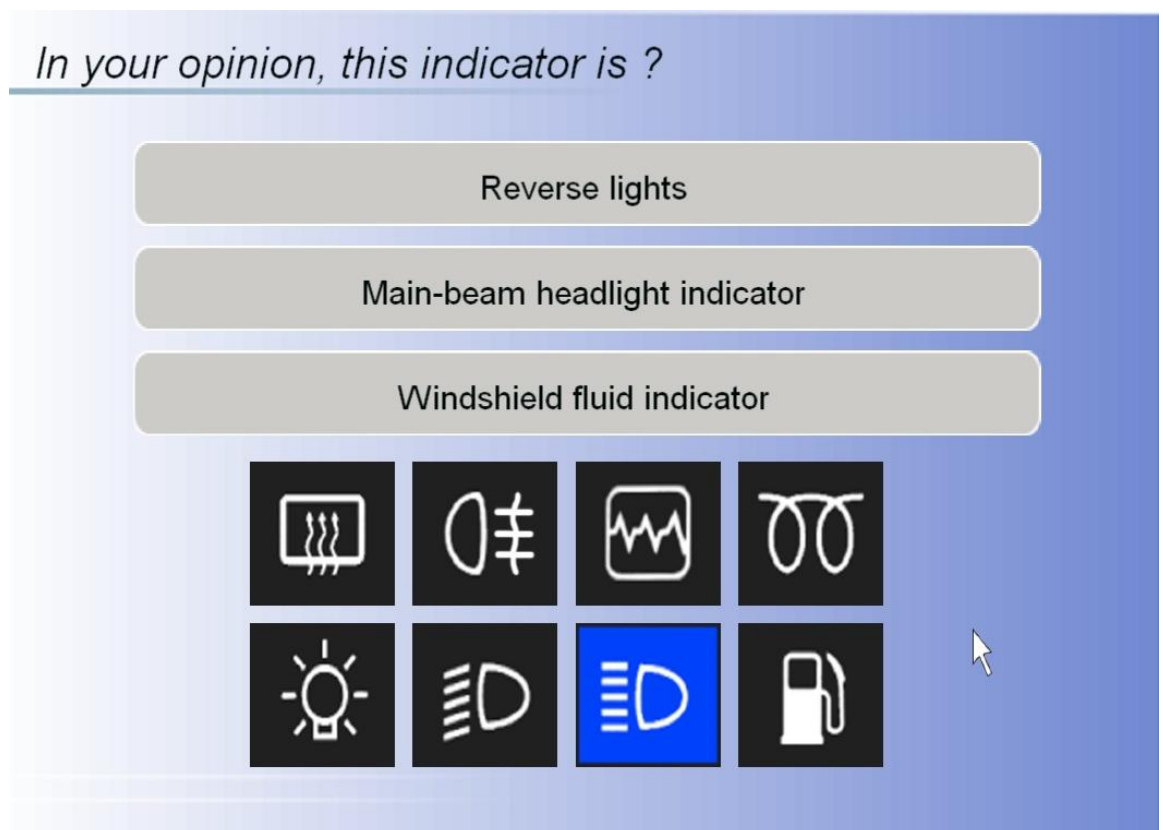 In your opinion, this indicator is ?
Reverse lights
Main-beam headlight indicator
Windshield fluid indicator